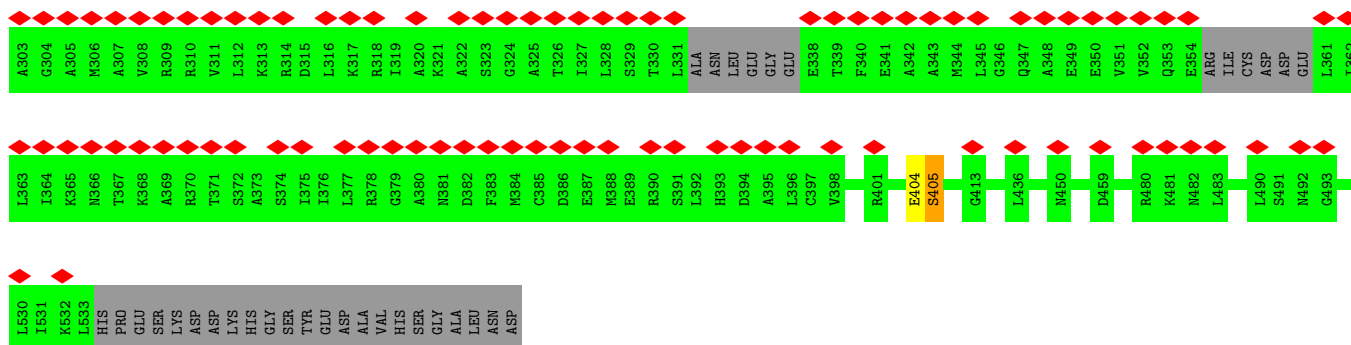 A303 G304 A305 M306 A307 V308 R309 R310 V311 L312 K313 R314 D315 L316 K317 R318 I319 A320 K321 A322 S323 G324 A325 T326 I327 L328 S329 T330 L331 ALA ASN LEU GLU GLY GLU E338 T339 F340 E341 A342 A343 M344 L345 G346 Q347 A348 E349 E350 V351 V352 Q353 E354 ARG ILE CYS ASP ASP GLU L361 I362
L363 I364 K365 N366 T367 K368 A369 R370 T371 S372 A373 S374 I375 I376 L377 R378 G379 A380 N381 D382 F383 M384 C385 D386 E387 M388 E389 R390 S391 L392 H393 D394 A395 L396 C397 V398 R401 E404 S405 G413 L436 N450 D459 R480 K481 N482 L483 L490 S491 N492 G493
L530 I531 K532 L533 HIS PRO GLU SER LYS ASP ASP LYS HIS GLY SER TYR GLU ASP ALA VAL HIS SER GLY ALA LEU ASN ASP